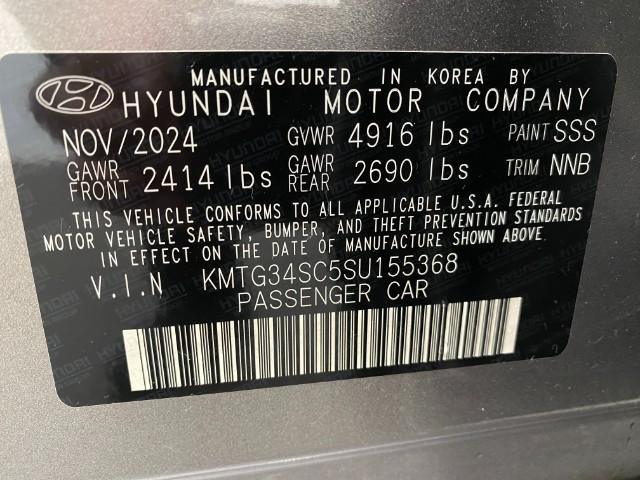 MANUFACTURED IN KOREA BY
HYUNDAI MOTOR COMPANY
NOV/2024 GVWR 4916 lbs PAINT SSS
GAWR FRONT 2414 lbs GAWR REAR 2690 lbs TRIM NNB
THIS VEHICLE CONFORMS TO ALL APPLICABLE U.S.A. FEDERAL
MOTOR VEHICLE SAFETY, BUMPER, AND THEFT PREVENTION STANDARDS
IN EFFECT ON THE DATE OF MANUFACTURE SHOWN ABOVE.
V.I.N KMTG34SC5SU155368
PASSENGER CAR